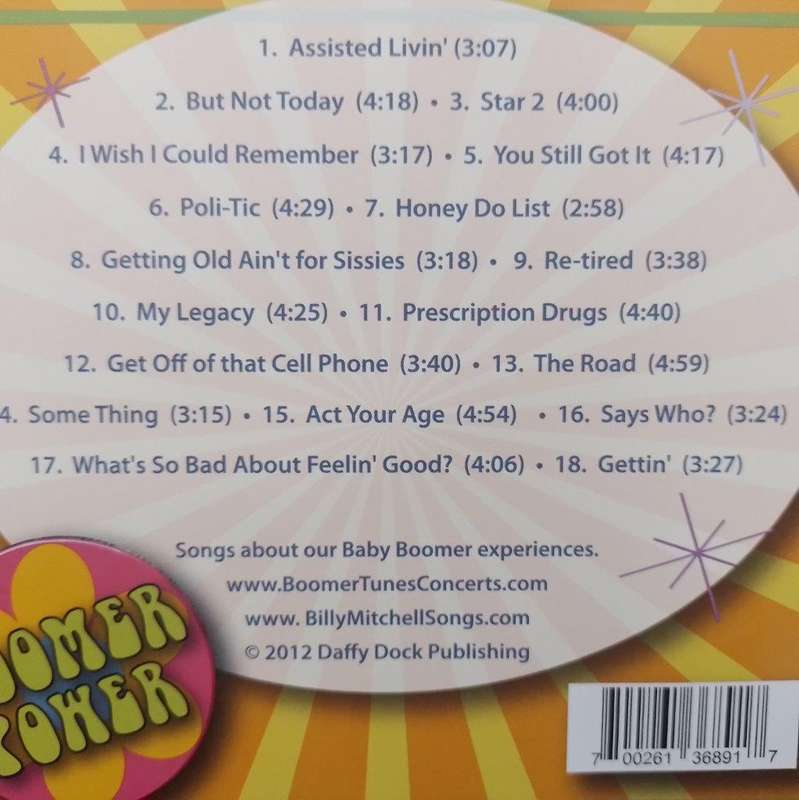 1. Assisted Livin' (3:07)
2. But Not Today (4:18) • 3. Star 2 (4:00)
4. I Wish I Could Remember (3:17) • 5. You Still Got It (4:17)
6. Poli-Tic (4:29) • 7. Honey Do List (2:58)
8. Getting Old Ain't for Sissies (3:18) • 9. Re-tired (3:38)
10. My Legacy (4:25) • 11. Prescription Drugs (4:40)
12. Get Off of that Cell Phone (3:40) • 13. The Road (4:59)
4. Some Thing (3:15) • 15. Act Your Age (4:54) • 16. Says Who? (3:24)
17. What's So Bad About Feelin' Good? (4:06) • 18. Gettin' (3:27)
Songs about our Baby Boomer experiences.
www.BoomerTunesConcerts.com
www. BillyMitchellSongs.com
© 2012 Daffy Dock Publishing
OOMER
POWER
7 00261 36891 7